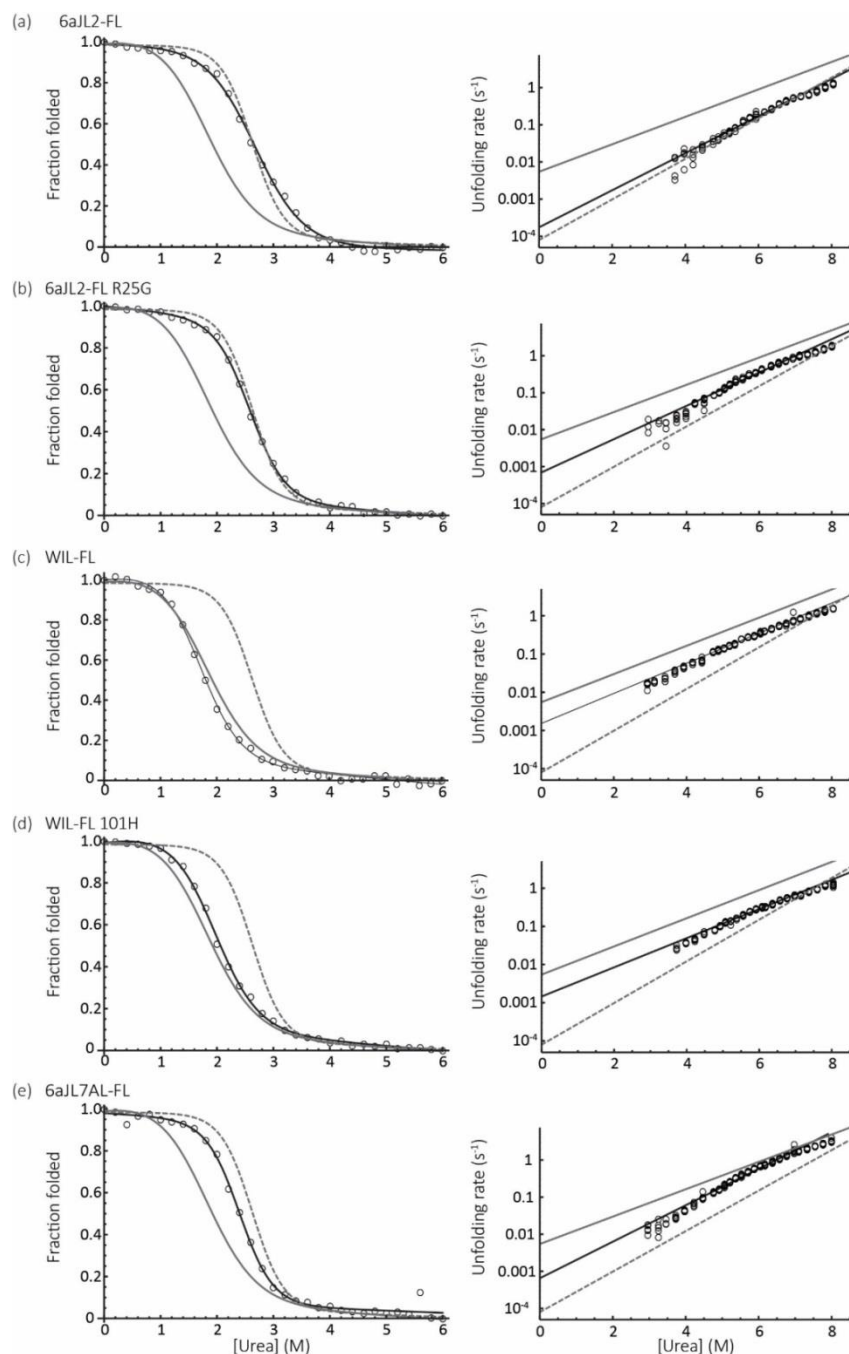 (a) 6aJL2-FL
Fraction folded
1.0
0.8
0.6
0.4
0.2
0
0 1 2 3 4 5 6
Unfolding rate (s⁻¹)
1
0.1
0.01
0.001
10⁻⁴
0 2 4 6 8
(b) 6aJL2-FL R25G
Fraction folded
1.0
0.8
0.6
0.4
0.2
0
0 1 2 3 4 5 6
Unfolding rate (s⁻¹)
1
0.1
0.01
0.001
10⁻⁴
0 2 4 6 8
(c) WIL-FL
Fraction folded
1.0
0.8
0.6
0.4
0.2
0
0 1 2 3 4 5 6
Unfolding rate (s⁻¹)
1
0.1
0.01
0.001
10⁻⁴
0 2 4 6 8
(d) WIL-FL 101H
Fraction folded
1.0
0.8
0.6
0.4
0.2
0
0 1 2 3 4 5 6
Unfolding rate (s⁻¹)
1
0.1
0.01
0.001
10⁻⁴
0 2 4 6 8
(e) 6aJL7AL-FL
Fraction folded
1.0
0.8
0.6
0.4
0.2
0
0 1 2 3 4 5 6
[Urea] (M)
Unfolding rate (s⁻¹)
1
0.1
0.01
0.001
10⁻⁴
0 2 4 6 8
[Urea] (M)